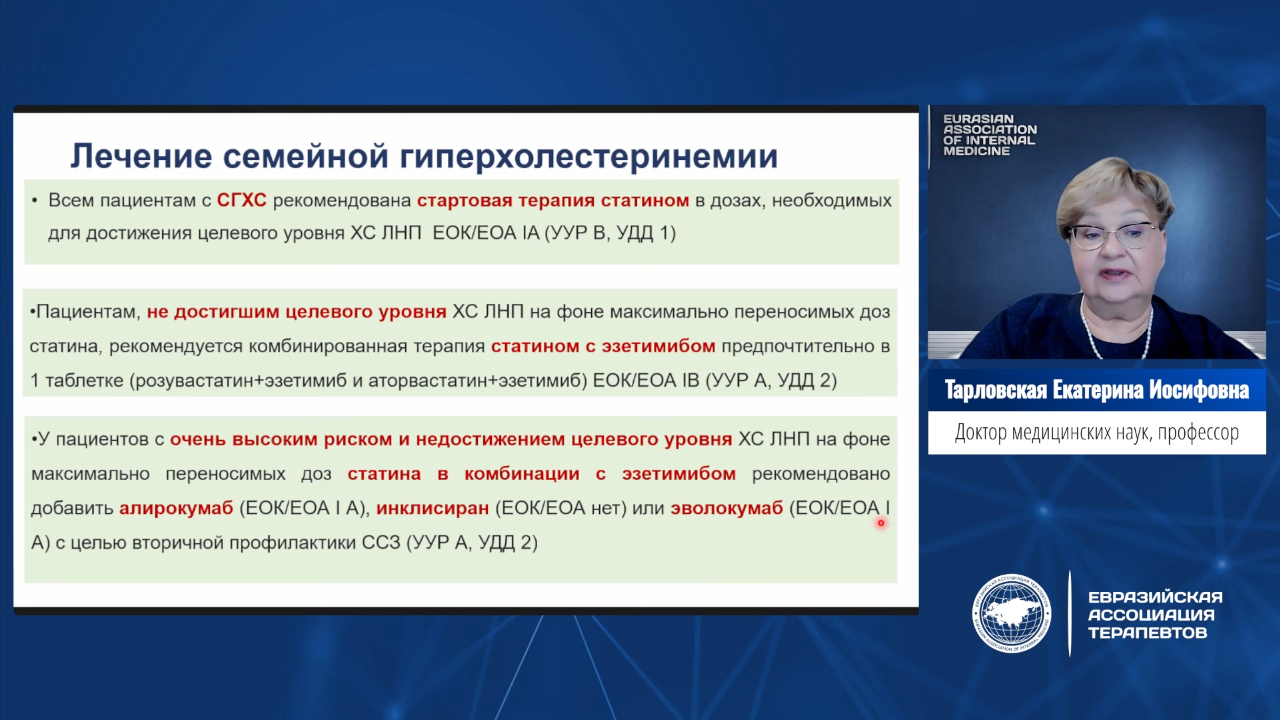 Лечение семейной гиперхолестеринемии
• Всем пациентам с СГХС рекомендована стартовая терапия статином в дозах, необходимых
для достижения целевого уровня ХС ЛНП ЕОК/ЕОА IA (УУР В, УДД 1)
•Пациентам, не достигшим целевого уровня ХС ЛНП на фоне максимально переносимых доз
статина, рекомендуется комбинированная терапия статином с эзетимибом предпочтительно в
1 таблетке (розувастатин+эзетимиб и аторвастатин+эзетимиб) ЕОК/ЕОА IB (УУР А, УДД 2)
•У пациентов с очень высоким риском и недостижением целевого уровня ХС ЛНП на фоне
максимально переносимых доз статина в комбинации с эзетимибом рекомендовано
добавить алирокумаб (ЕОК/ЕОА I A), инклисиран (ЕОК/ЕОА нет) или эволокумаб (ЕОК/ЕОА I
A) с целью вторичной профилактики ССЗ (УУР А, УДД 2)
EURASIAN
ASSOCIATION
OF INTERNAL
MEDICINE
Тарловская Екатерина Иосифовна
Доктор медицинских наук, профессор
ЕВРАЗИЙСКАЯ
АССОЦИАЦИЯ
ТЕРАПЕВТОВ